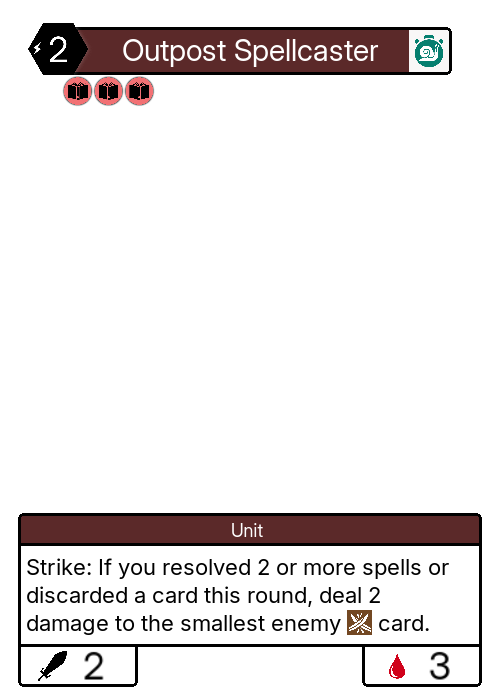 2 Outpost Spellcaster
Unit
Strike: If you resolved 2 or more spells or
discarded a card this round, deal 2
damage to the smallest enemy card.
2 3